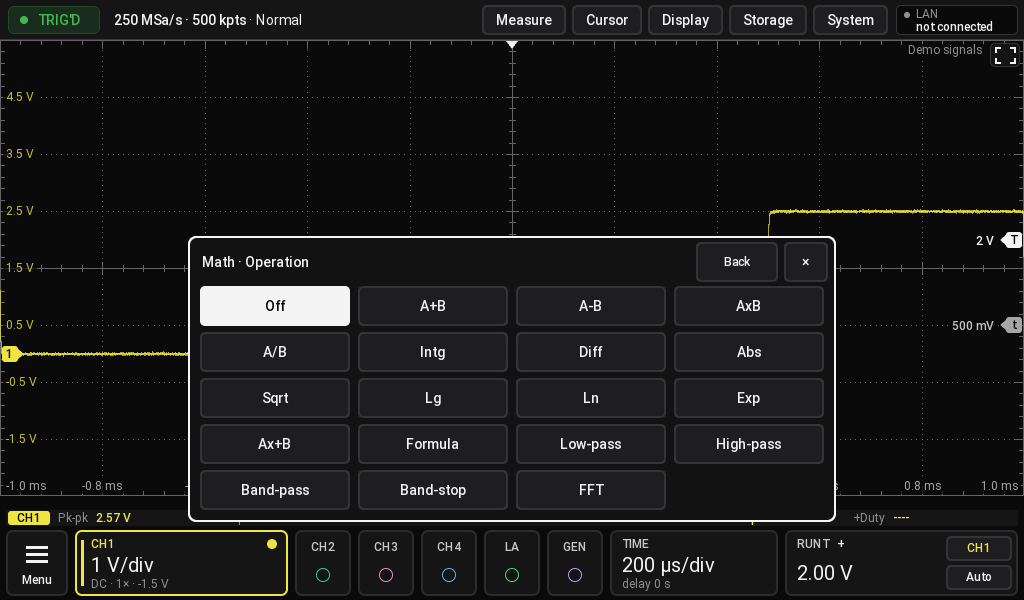 TRIG'D 250 MSa/s · 500 kpts · Normal Measure Cursor Display Storage System LAN
not connected
Demo signals
4.5 V
3.5 V
2.5 V
2 V T
1.5 V
0.5 V
500 mV t
1
-0.5 V
-1.5 V
-1.0 ms -0.8 ms 0.8 ms 1.0 ms
Math · Operation Back ×
Off A+B A-B AxB
A/B Intg Diff Abs
Sqrt Lg Ln Exp
Ax+B Formula Low-pass High-pass
Band-pass Band-stop FFT
CH1 Pk-pk 2.57 V +Duty ----
Menu
CH1
1 V/div
DC · 1× · -1.5 V
CH2 CH3 CH4 LA GEN
TIME
200 µs/div
delay 0 s
RUNT +
2.00 V
CH1
Auto